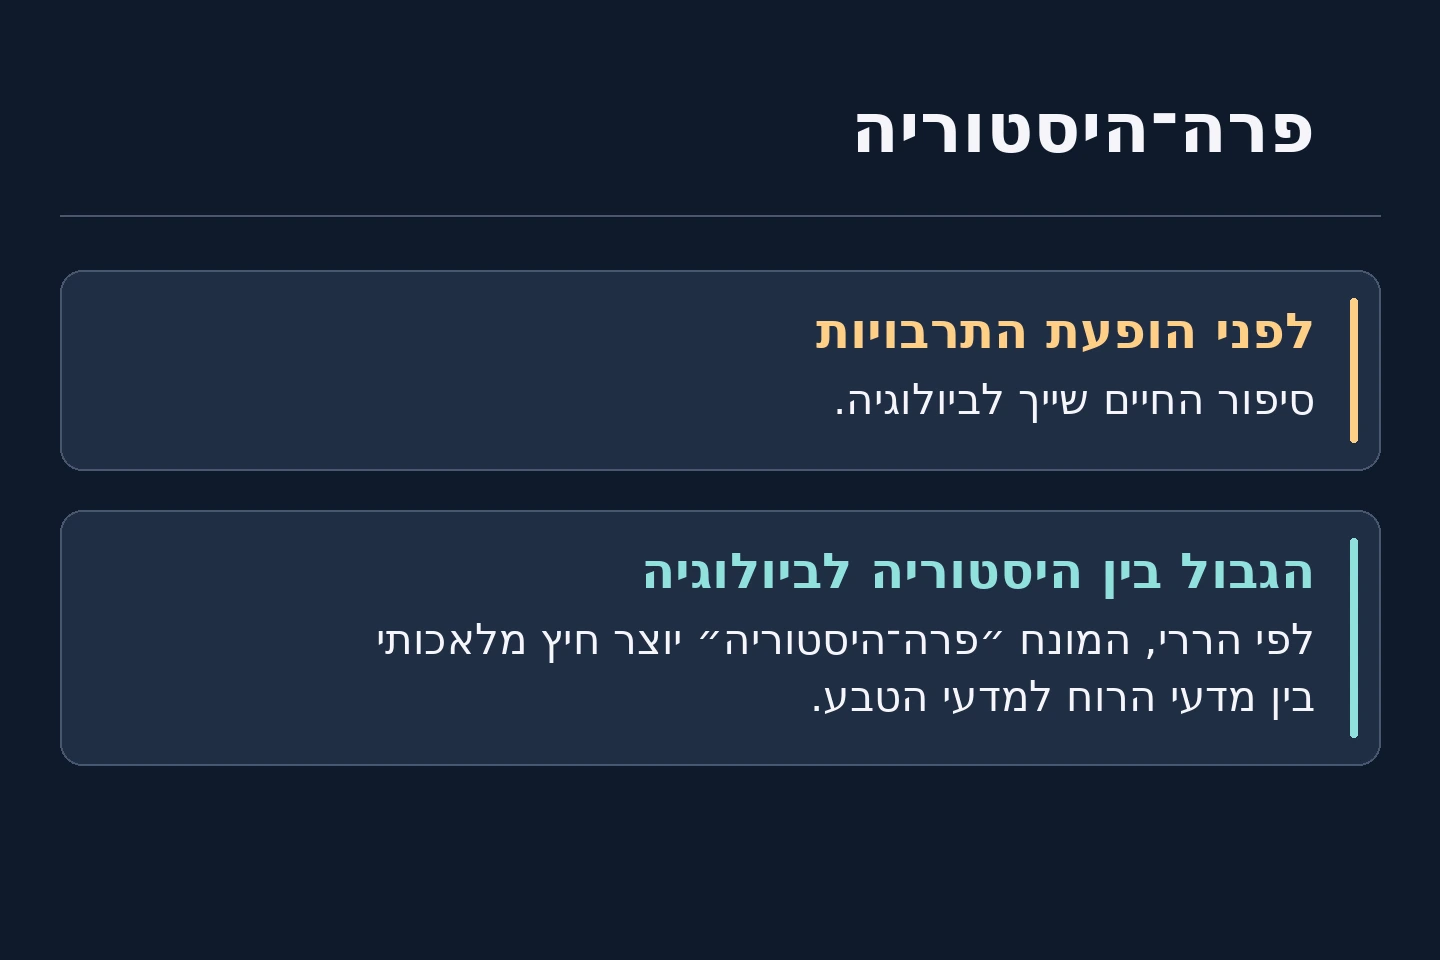 פרה־היסטוריה
לפני הופעת התרבויות
סיפור החיים שייך לביולוגיה.
הגבול בין היסטוריה לביולוגיה
לפי הררי, המונח ״פרה־היסטוריה״ יוצר חיץ מלאכותי
בין מדעי הרוח למדעי הטבע.